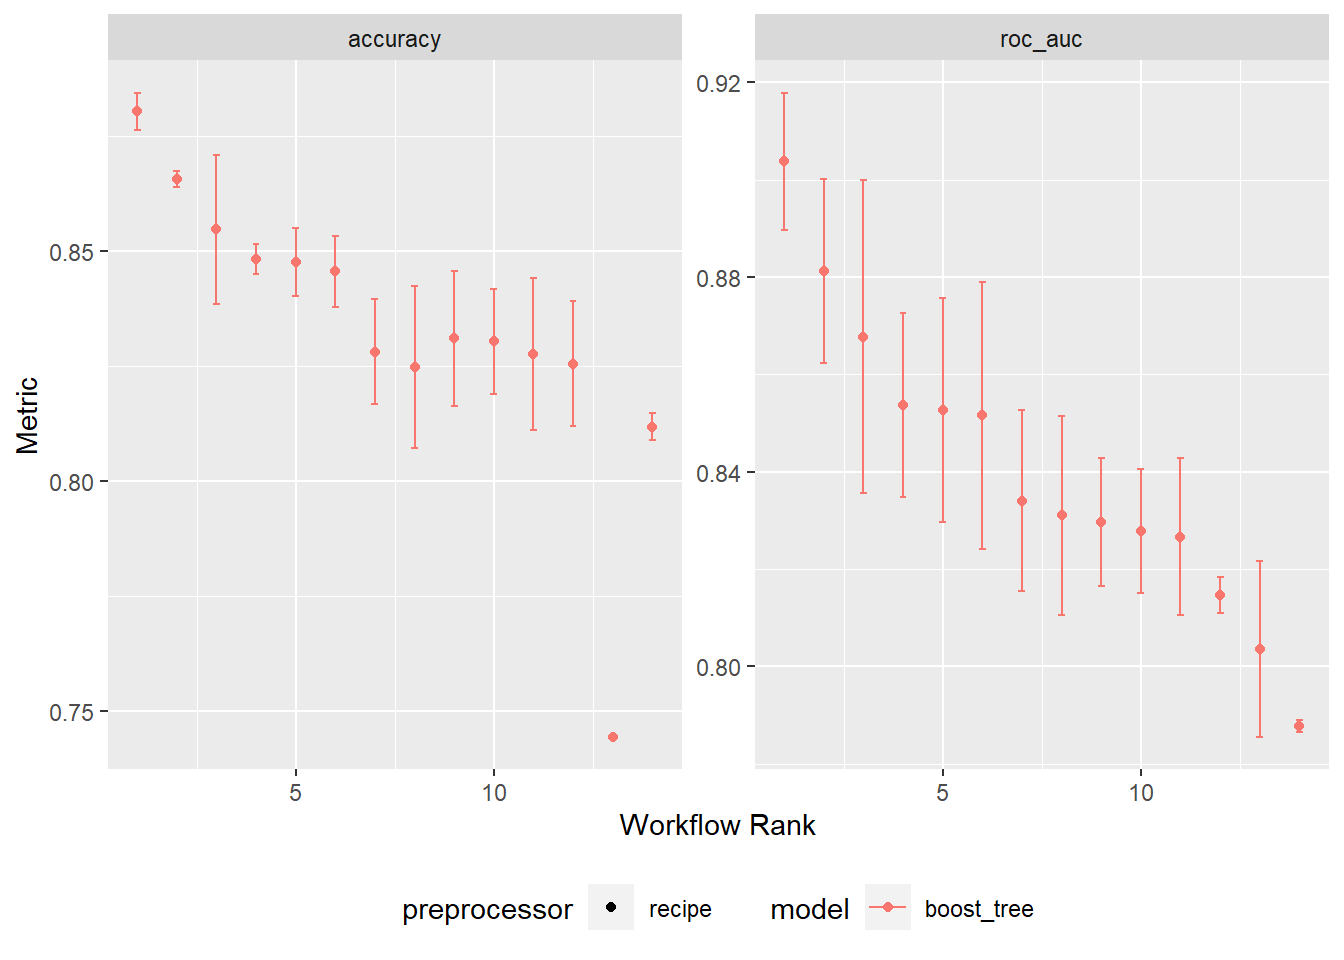 accuracy
roc_auc
Metric
0.85
0.80
0.75
0.92
0.88
0.84
0.80
5
10
5
10
Workflow Rank
preprocessor recipe model boost_tree